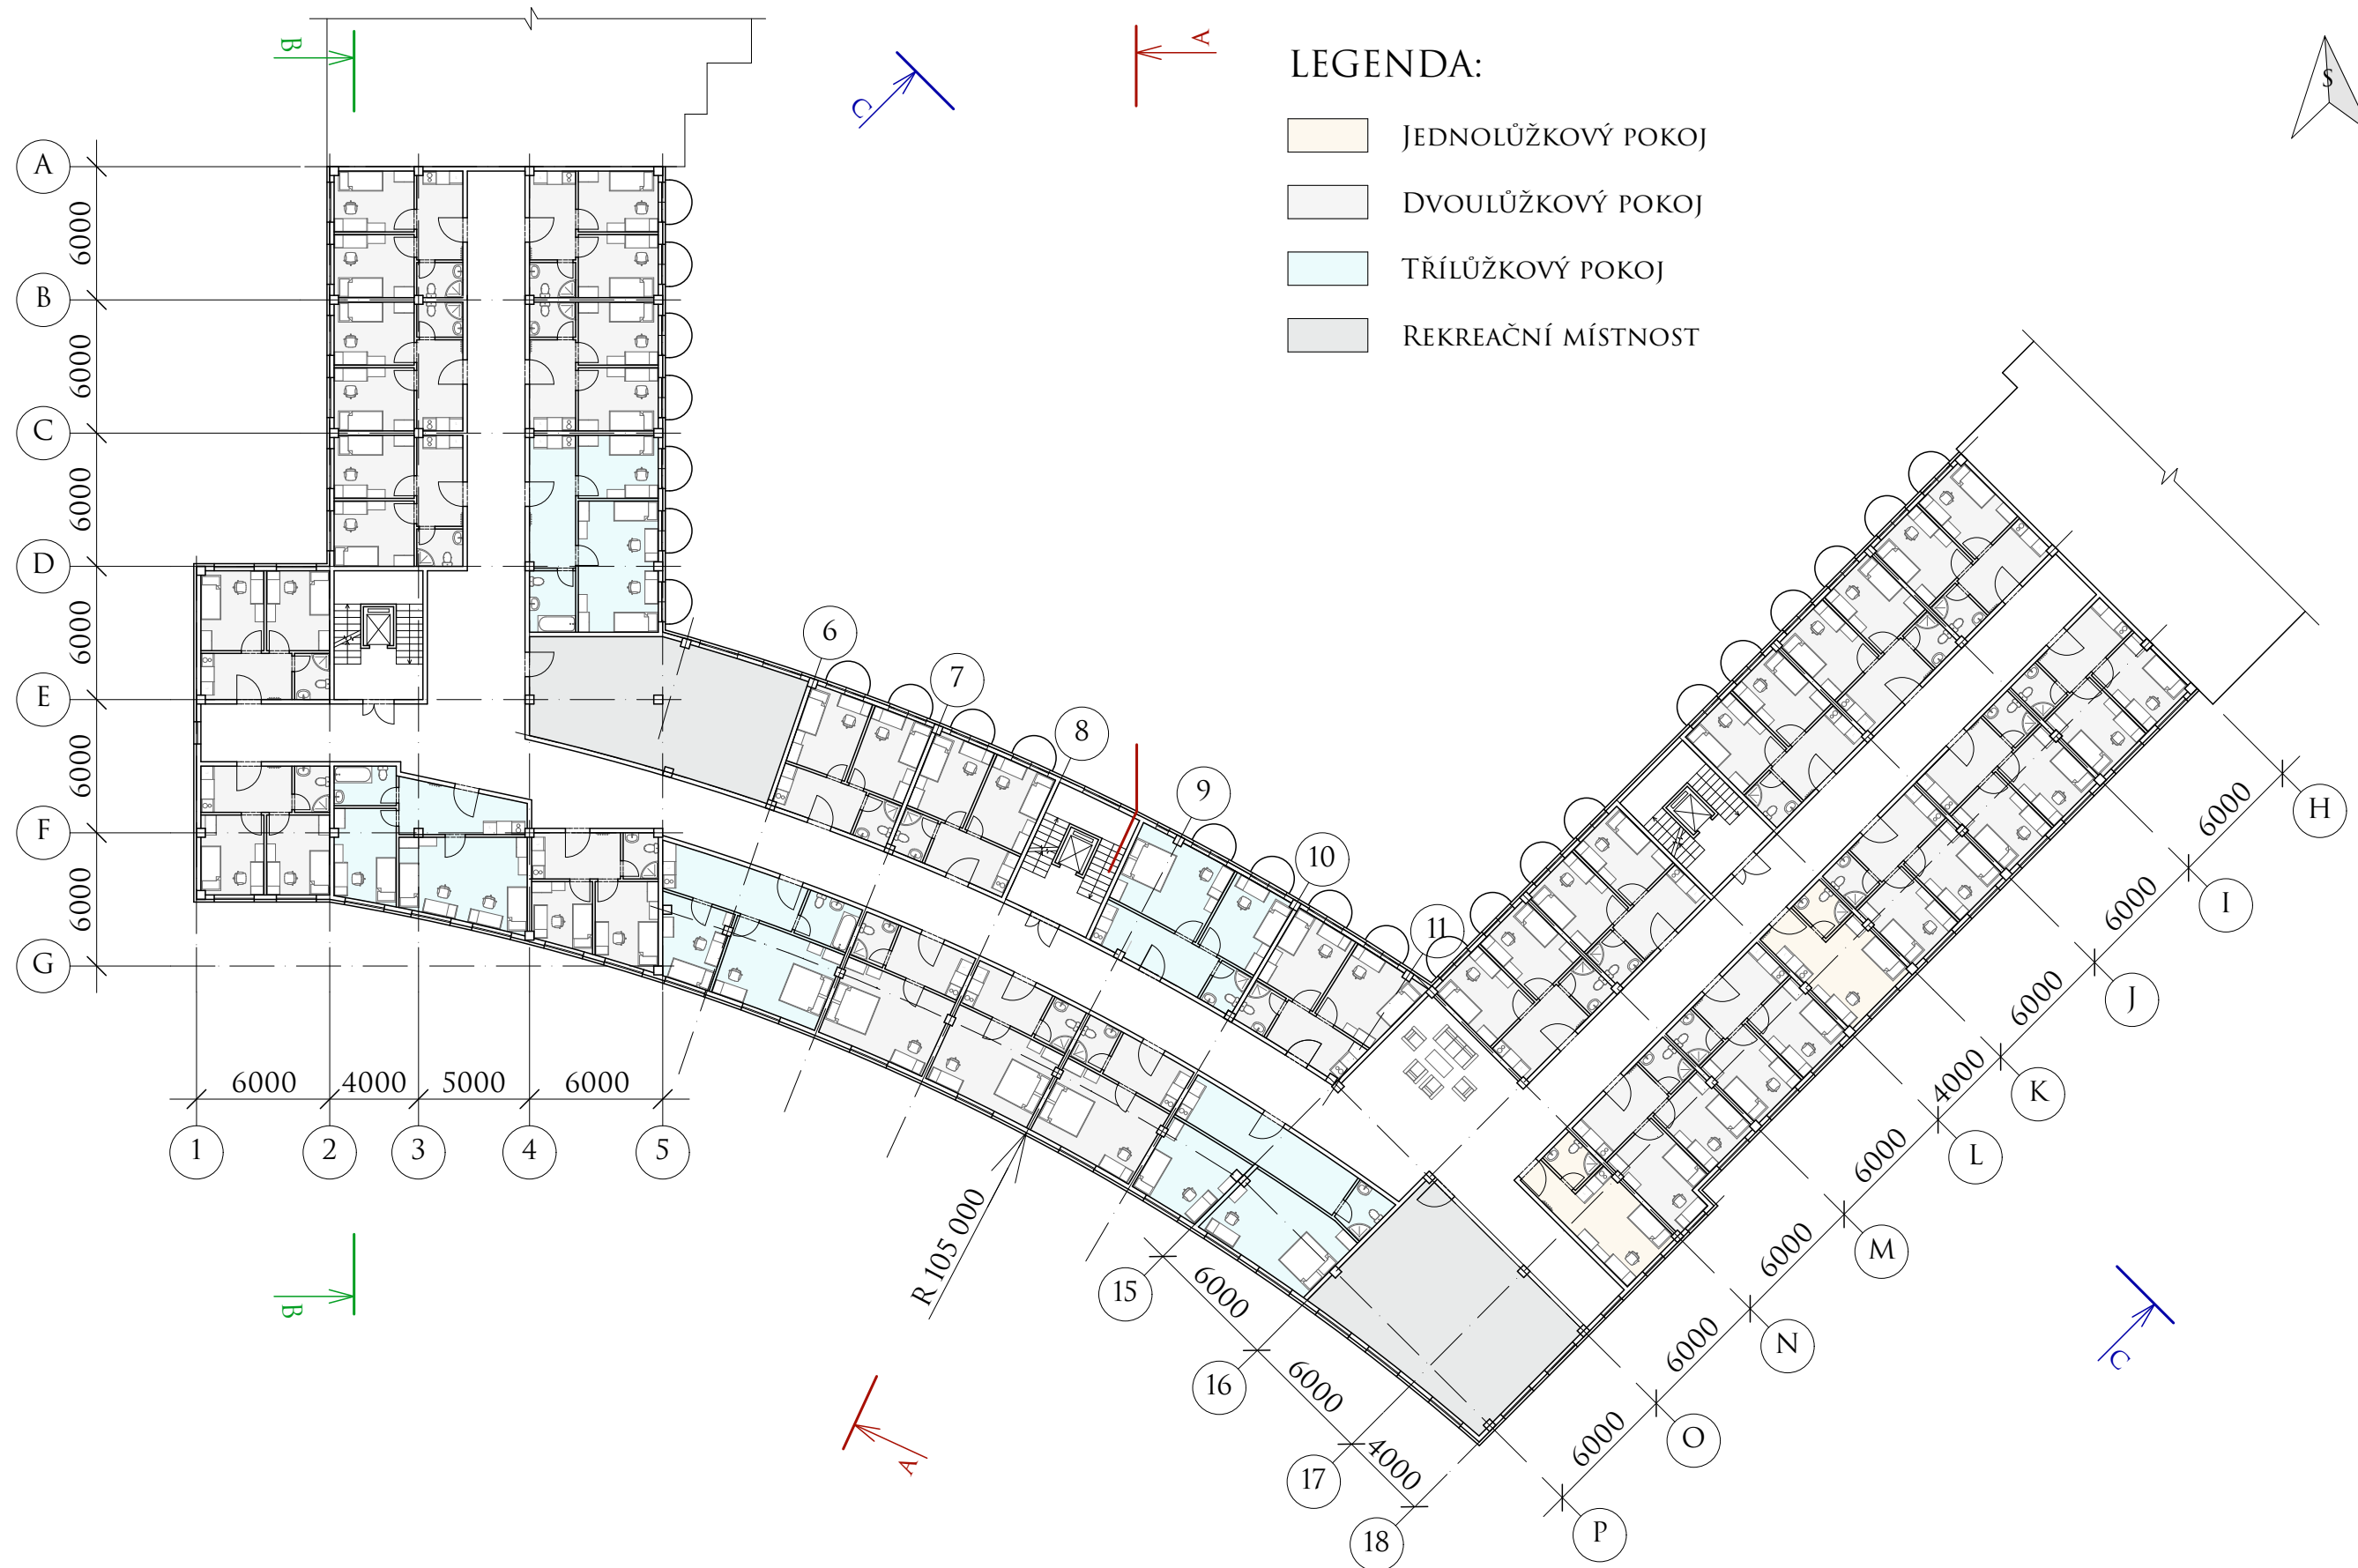 LEGENDA:
Jednolůžkový pokoj
Dvoulůžkový pokoj
Třílůžkový pokoj
Rekreační místnost
S
B
C
A
A
B
C
D
E
F
G
6000
6000
6000
6000
6000
6000
6
7
8
9
10
11
6000
4000
5000
6000
1
2
3
4
5
R 105 000
15
16
17
18
6000
6000
4000
H
I
J
K
L
M
N
O
P
6000
6000
6000
4000
6000
6000
6000
6000
B
A
C